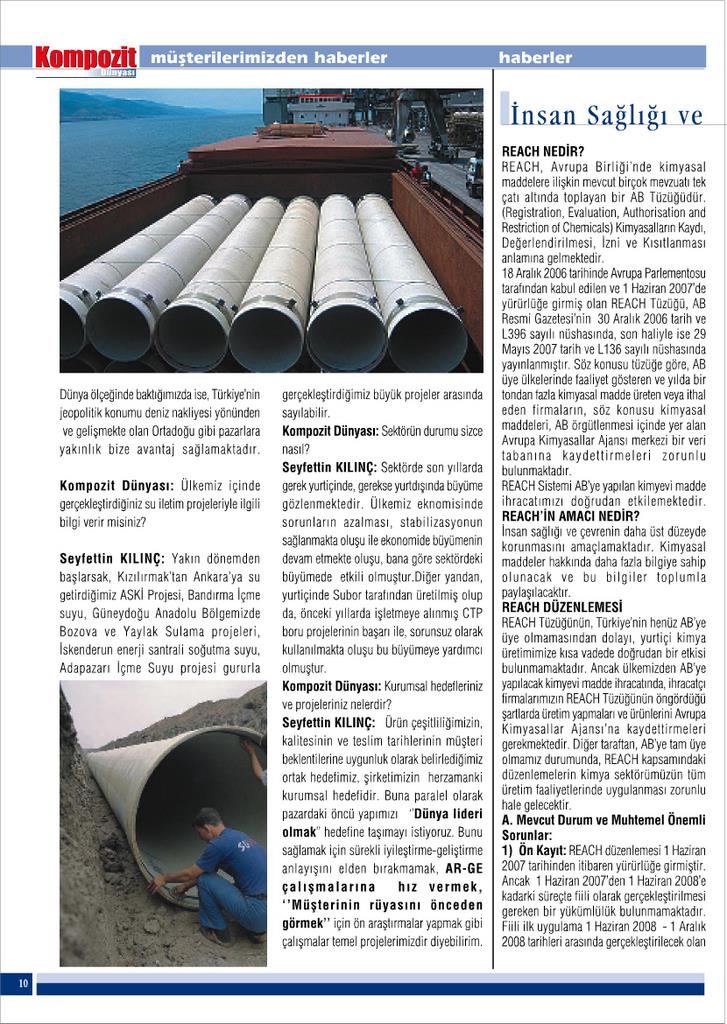 Kompozit
Dünyası
müşterilerimizden haberler
haberler
Dünya ölçeğinde baktığımızda ise, Türkiye'nin
jeopolitik konumu deniz nakliyesi yönünden
ve gelişmekte olan Ortadoğu gibi pazarlara
yakınlık bize avantaj sağlamaktadır.
Kompozit Dünyası: Ülkemiz içinde
gerçekleştirdiğiniz su iletim projeleriyle ilgili
bilgi verir misiniz?
Seyfettin KILINÇ: Yakın dönemden
başlarsak, Kızılırmak'tan Ankara'ya su
getirdiğimiz ASKİ Projesi, Bandırma İçme
suyu, Güneydoğu Anadolu Bölgemizde
Bozova ve Yaylak Sulama projeleri,
İskenderun enerji santrali soğutma suyu,
Adapazarı İçme Suyu projesi gururla
gerçekleştirdiğimiz büyük projeler arasında
sayılabilir.
Kompozit Dünyası: Sektörün durumu sizce
nasıl?
Seyfettin KILINÇ: Sektörde son yıllarda
gerek yurtiçinde, gerekse yurtdışında büyüme
gözlenmektedir. Ülkemiz eknomisinde
sorunların azalması, stabilizasyonun
sağlanmakta oluşu ile ekonomide büyümenin
devam etmekte oluşu, bana göre sektördeki
büyümede etkili olmuştur.Diğer yandan,
yurtiçinde Subor tarafından üretilmiş olup
da, önceki yıllarda işletmeye alınmış CTP
boru projelerinin başarı ile, sorunsuz olarak
kullanılmakta oluşu bu büyümeye yardımcı
olmuştur.
Kompozit Dünyası: Kurumsal hedefleriniz
ve projeleriniz nelerdir?
Seyfettin KILINÇ: Ürün çeşitliliğimizin,
kalitesinin ve teslim tarihlerinin müşteri
beklentilerine uygunluk olarak belirlediğimiz
ortak hedefimiz, şirketimizin herzamanki
kurumsal hedefidir. Buna paralel olarak
pazardaki öncü yapımızı ‘’Dünya lideri
olmak” hedefine taşımayı istiyoruz. Bunu
sağlamak için sürekli iyileştirme-geliştirme
anlayışını elden bırakmamak, AR-GE
çalışmalarına hız vermek,
‘’Müşterinin rüyasını önceden
görmek’’ için ön araştırmalar yapmak gibi
çalışmalar temel projelerimizdir diyebilirim.
İnsan Sağlığı ve
REACH NEDİR?
REACH, Avrupa Birliği'nde kimyasal
maddelere ilişkin mevcut birçok mevzuatı tek
çatı altında toplayan bir AB Tüzüğüdür.
(Registration, Evaluation, Authorisation and
Restriction of Chemicals) Kimyasalların Kaydı,
Değerlendirilmesi, İzni ve Kısıtlanması
anlamına gelmektedir.
18 Aralık 2006 tarihinde Avrupa Parlementosu
tarafından kabul edilen ve 1 Haziran 2007'de
yürürlüğe girmiş olan REACH Tüzüğü, AB
Resmi Gazetesi'nin 30 Aralık 2006 tarih ve
L396 sayılı nüshasında, son haliyle ise 29
Mayıs 2007 tarih ve L136 sayılı nüshasında
yayınlanmıştır. Söz konusu tüzüğe göre, AB
üye ülkelerinde faaliyet gösteren ve yılda bir
tondan fazla kimyasal madde üreten veya ithal
eden firmaların, söz konusu kimyasal
maddeleri, AB örgütlenmesi içinde yer alan
Avrupa Kimyasallar Ajansı merkezi bir veri
tabanına kaydettirmeleri zorunlu
bulunmaktadır.
REACH Sistemi AB'ye yapılan kimyevi madde
ihracatımızı doğrudan etkilemektedir.
REACH'İN AMACI NEDİR?
İnsan sağlığı ve çevrenin daha üst düzeyde
korunmasını amaçlamaktadır. Kimyasal
maddeler hakkında daha fazla bilgiye sahip
olunacak ve bu bilgiler toplumla
paylaşılacaktır.
REACH DÜZENLEMESİ
REACH Tüzüğünün, Türkiye'nin henüz AB'ye
üye olmamasından dolayı, yurtiçi kimya
üretimimize kısa vadede doğrudan bir etkisi
bulunmamaktadır. Ancak ülkemizden AB'ye
yapılacak kimyevi madde ihracatında, ihracatçı
firmalarımızın REACH Tüzüğünün öngördüğü
şartlarda üretim yapmaları ve ürünlerini Avrupa
Kimyasallar Ajansı'na kaydettirmeleri
gerekmektedir. Diğer taraftan, AB'ye tam üye
olmamız durumunda, REACH kapsamındaki
düzenlemelerin kimya sektörümüzün tüm
üretim faaliyetlerinde uygulanması zorunlu
hale gelecektir.
A. Mevcut Durum ve Muhtemel Önemli
Sorunlar:
1) Ön Kayıt: REACH düzenlemesi 1 Haziran
2007 tarihinden itibaren yürürlüğe girmiştir.
Ancak 1 Haziran 2007'den 1 Haziran 2008'e
kadarki süreçte fiili olarak gerçekleştirilmesi
gereken bir yükümlülük bulunmamaktadır.
Fiili ilk uygulama 1 Haziran 2008 - 1 Aralık
2008 tarihleri arasında gerçekleştirilecek olan
10